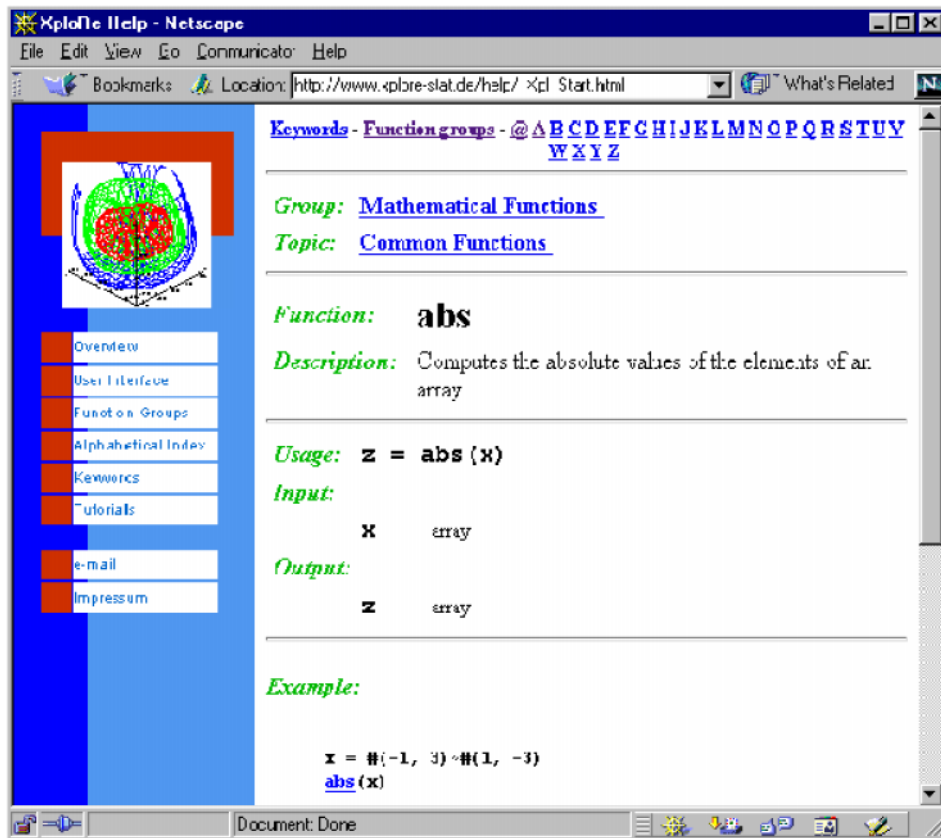 XploRe Help - Netscape
File Edit View Go Communicator Help
Bookmarks Location: http://www.xplore-stat.de/help/_Xpl_Start.html What's Related N
Keywords - Function groups - @ A B C D E F G H I J K L M N O P Q R S T U V
W X Y Z
Group: Mathematical Functions
Topic: Common Functions
Function: abs
Description: Computes the absolute values of the elements of an
array
Overview
User Interface
Function Groups
Alphabetical Index
Keywords
Tutorials
e-mail
Impressum
Usage: z = abs(x)
Input:
x array
Output:
z array
Example:
x = #(-1, 3)~#(1, -3)
abs(x)
Document: Done